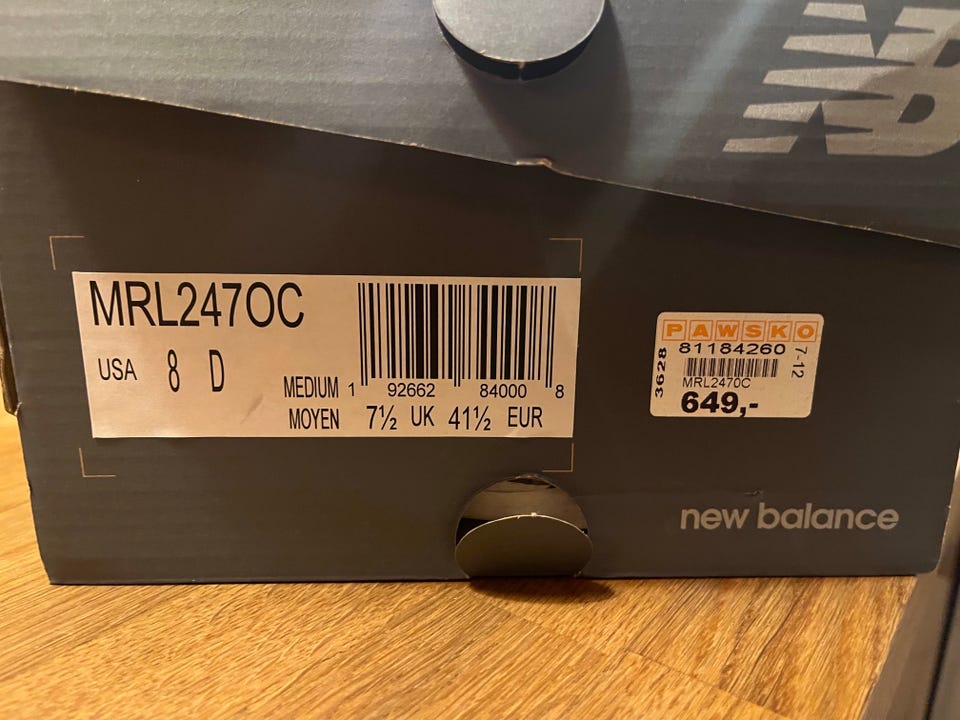 NB
MRL247OC
USA 8 D
MEDIUM
MOYEN
1 92662 84000 8
7½ UK 41½ EUR
PAWSKO
81184260
3628
7-12
MRL247OC
649,-
new balance